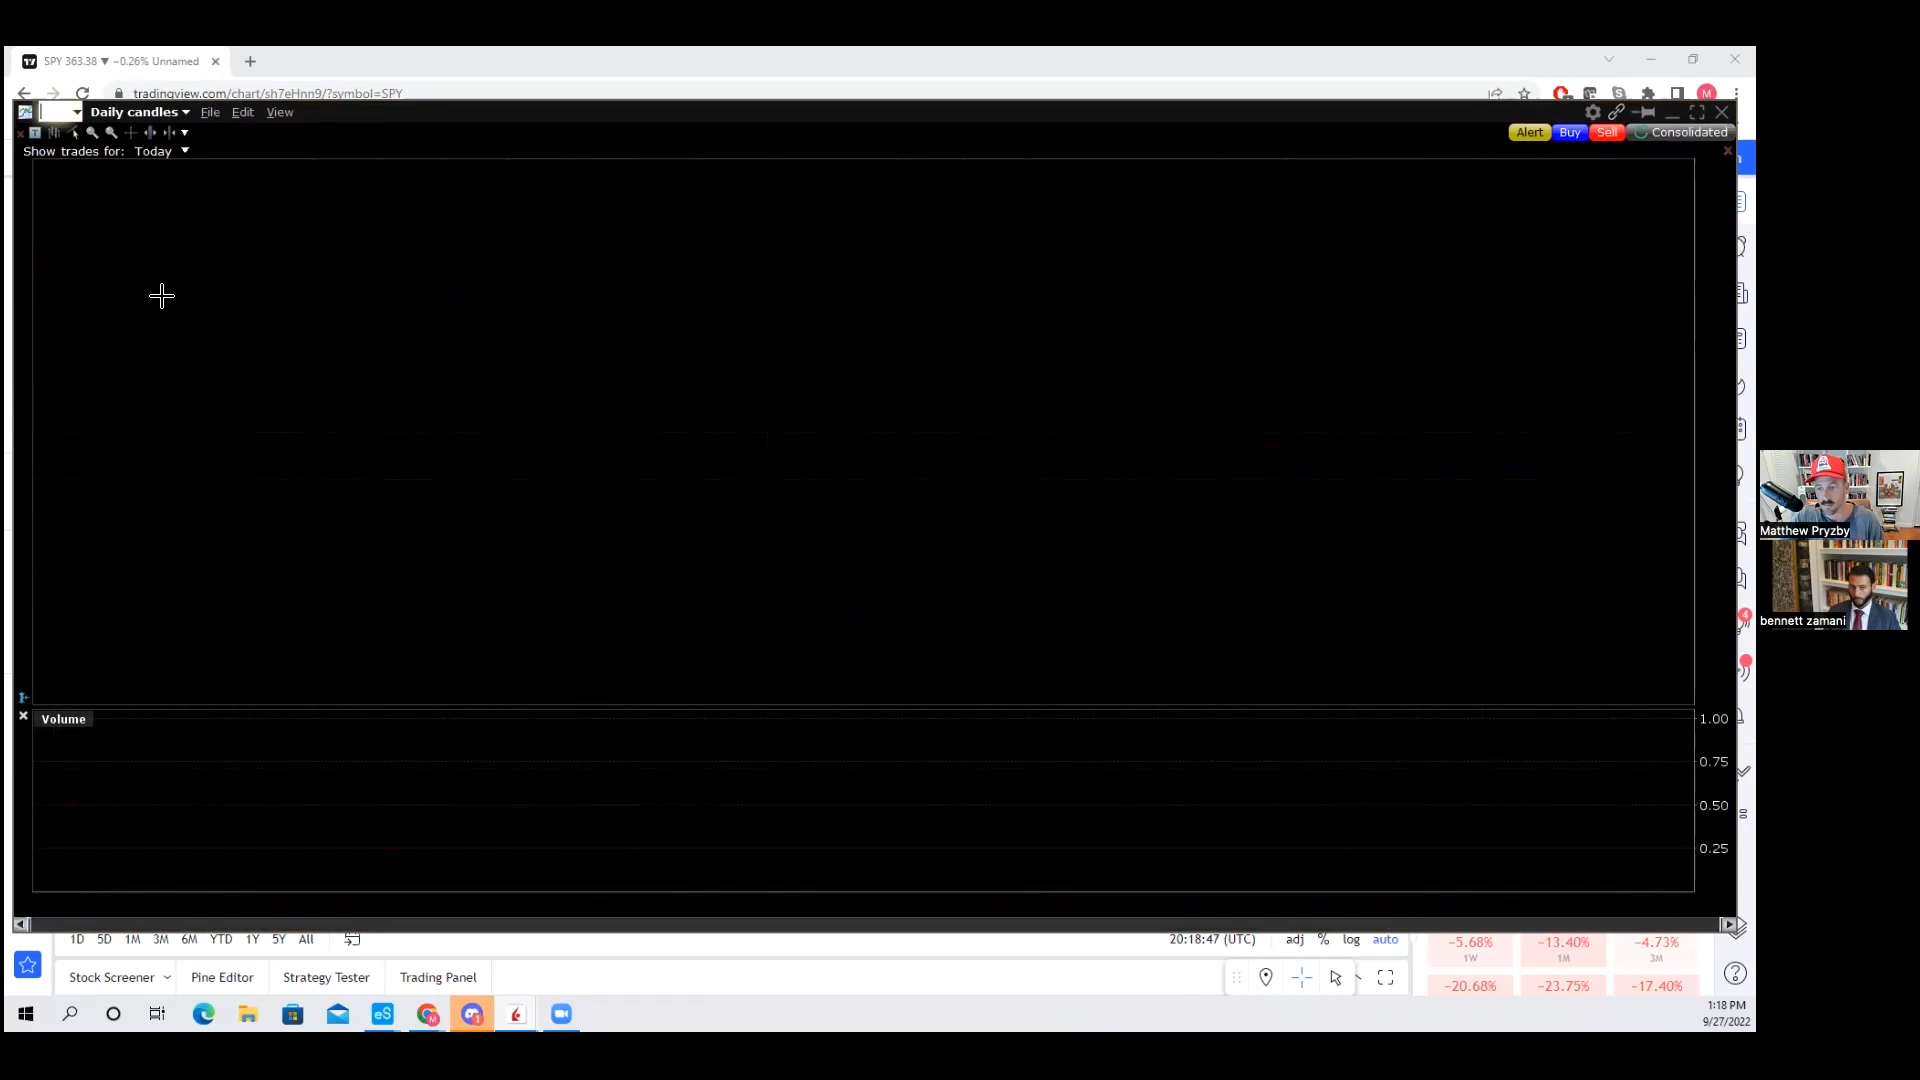 SPY 363.38 ▼ −0.26% Unnamed
tradingview.com/chart/sh7eHnn9/?symbol=SPY
Daily candles File Edit View
Alert Buy Sell Consolidated
Show trades for: Today
Matthew Pryzby
bennett zamani
4
Volume
1.00
0.75
0.50
0.25
1D 5D 1M 3M 6M YTD 1Y 5Y All
20:18:47 (UTC) adj % log auto
−5.68% −13.40% −4.73%
1W 1M 3M
Stock Screener Pine Editor Strategy Tester Trading Panel
−20.68% −23.75% −17.40%
eS
1:18 PM
9/27/2022